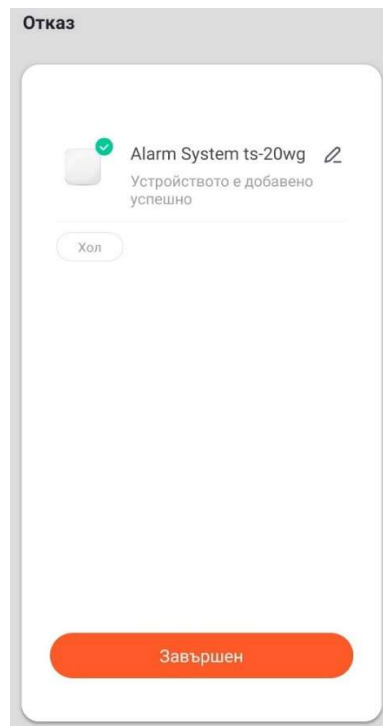 Отказ
Alarm System ts-20wg
Устройството е добавено
успешно
Хол
Завършен